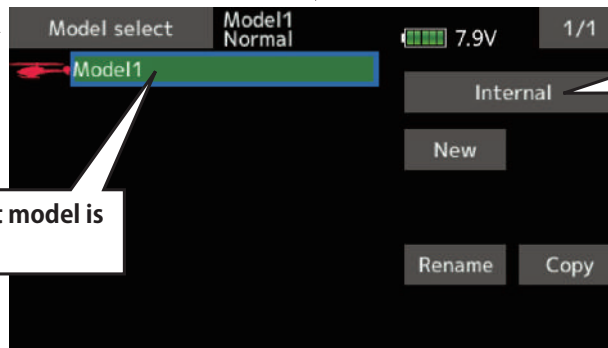 Model select
Model1
Normal
7.9V
1/1
Model1
Internal
New
model is
Rename
Copy